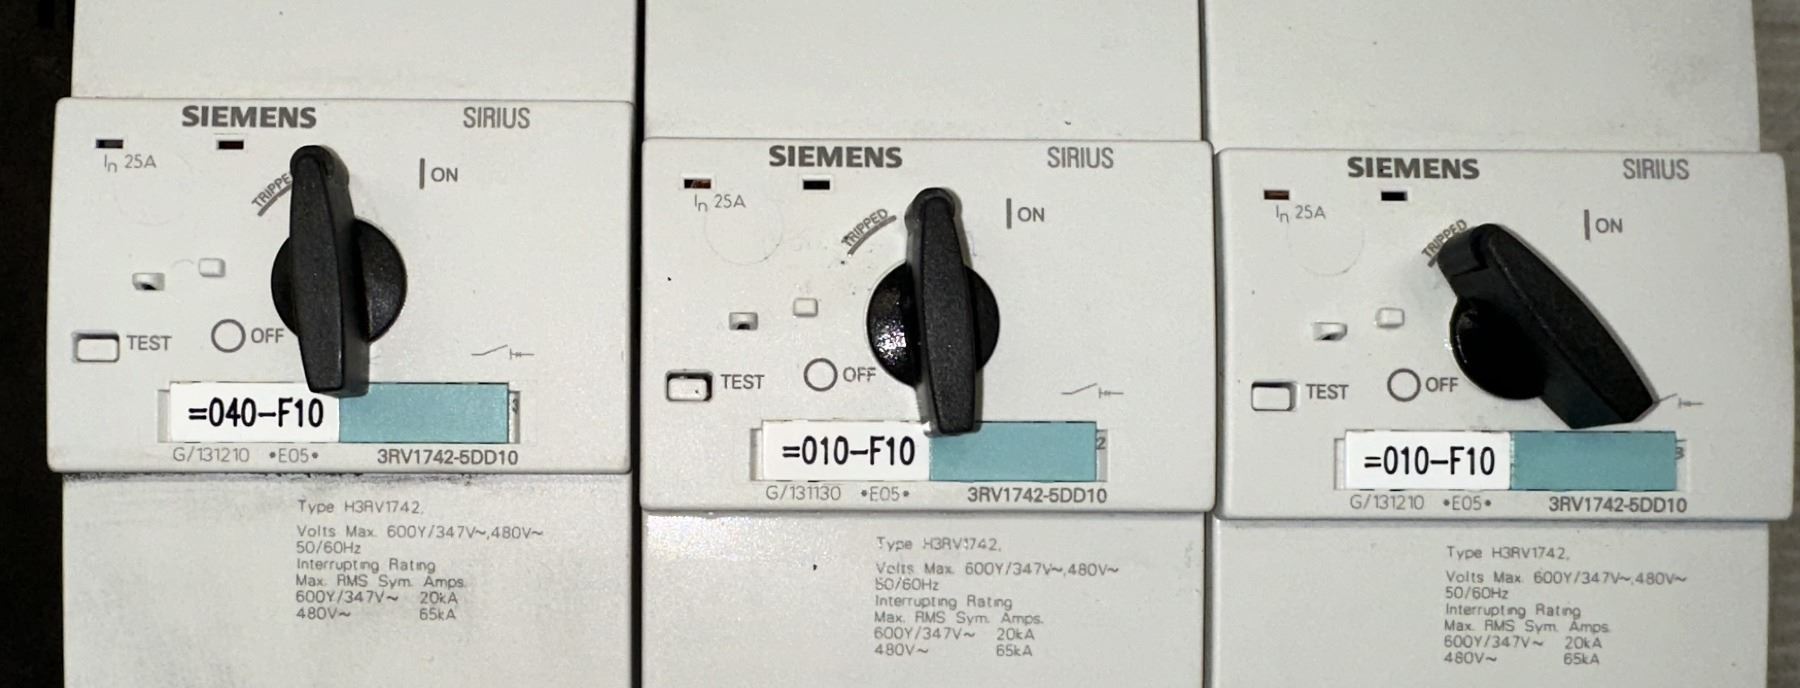 SIEMENS SIRIUS
In 25A
TRIPPE
ON
TEST
OFF
=040-F10
G/131210 •E05• 3RV1742-5DD10
Type H3RV1742,
Volts Max. 600Y/347V~,480V~
50/60Hz
Interrupting Rating
Max. RMS Sym. Amps.
600Y/347V~ 20kA
480V~ 65kA
SIEMENS SIRIUS
In 25A
TRIPPED
ON
TEST
OFF
=010-F10
2
G/131130 •E05• 3RV1742-5DD10
Type H3RV1742,
Volts Max. 600Y/347V~,480V~
50/60Hz
Interrupting Rating
Max. RMS Sym. Amps.
600Y/347V~ 20kA
480V~ 65kA
SIEMENS SIRIUS
In 25A
TRIPPED
ON
TEST
OFF
=010-F10
G/131210 •E05• 3RV1742-5DD10
Type H3RV1742,
Volts Max. 600Y/347V~,480V~
50/60Hz
Interrupting Rating
Max. RMS Sym. Amps.
600Y/347V~ 20kA
480V~ 65kA